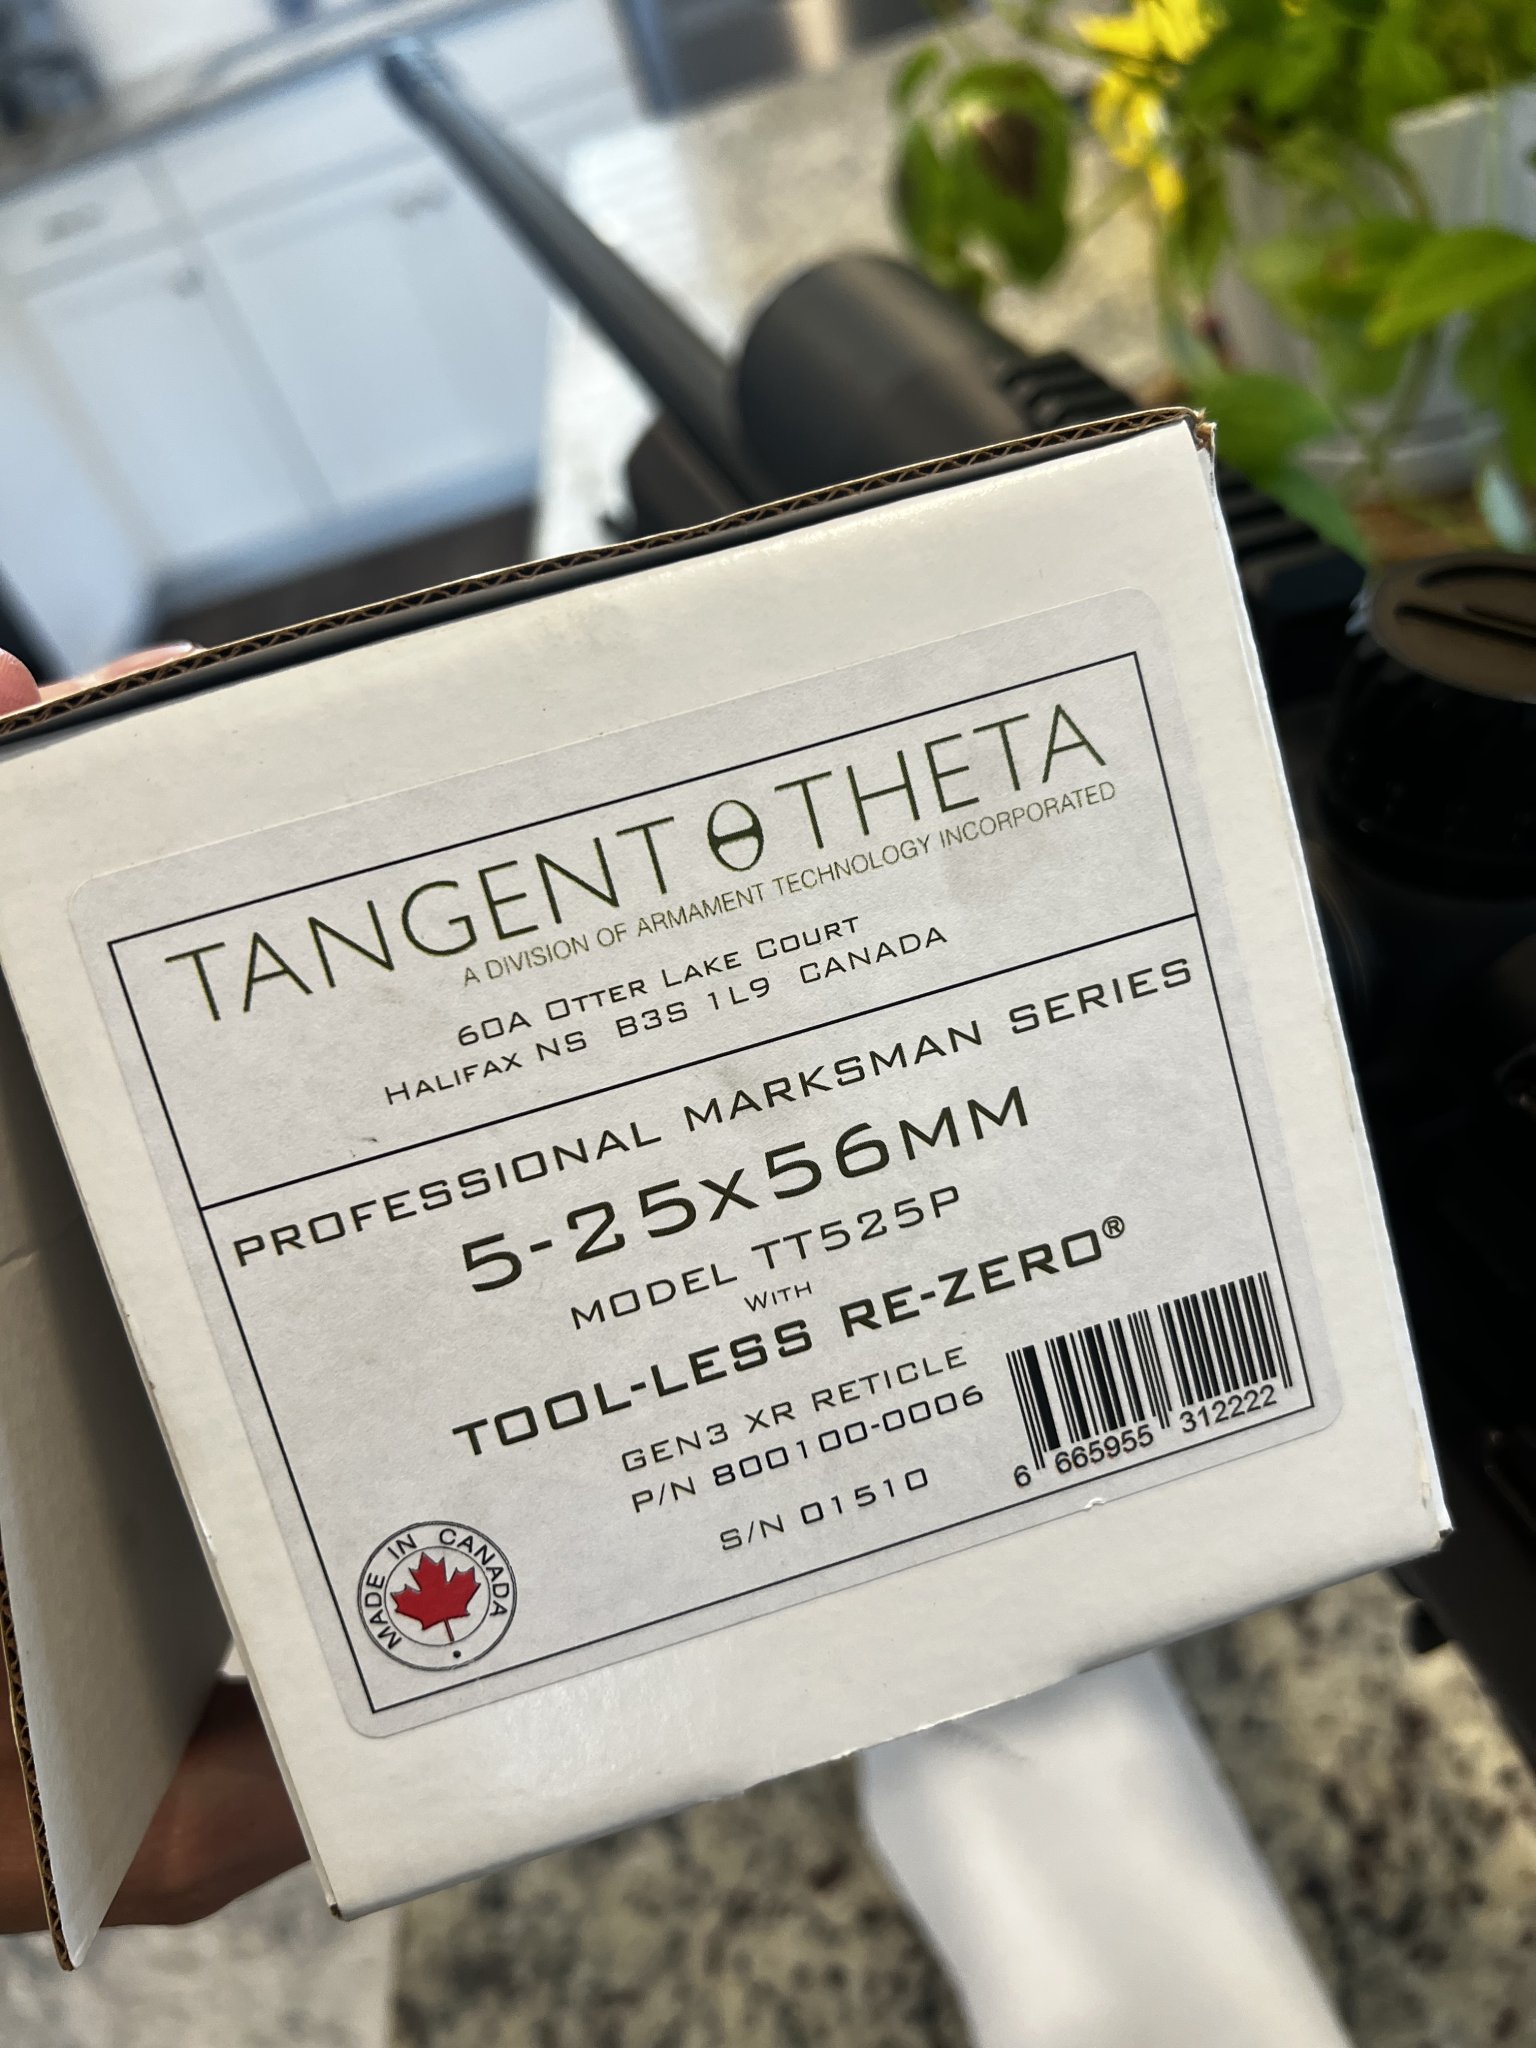 TANGENT θ THETA
A DIVISION OF ARMAMENT TECHNOLOGY INCORPORATED
60A OTTER LAKE COURT
HALIFAX NS B3S 1L9 CANADA
PROFESSIONAL MARKSMAN SERIES
5-25x56MM
MODEL TT525P
WITH
TOOL-LESS RE-ZERO®
GEN3 XR RETICLE
P/N 800100-0006
S/N 01510
6 665955 312222
MADE IN CANADA